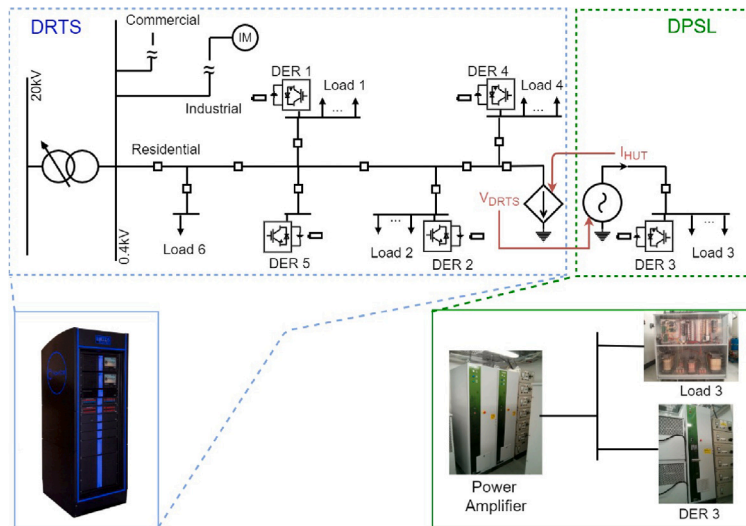 DRTS
DPSL
Commercial
IM
20kV
DER 1
Load 1
...
DER 4
Load 4
...
Industrial
Residential
I_HUT
V_DRTS
0.4kV
Load 6
DER 5
...
Load 2
DER 2
...
DER 3
Load 3
Power
Amplifier
Load 3
DER 3